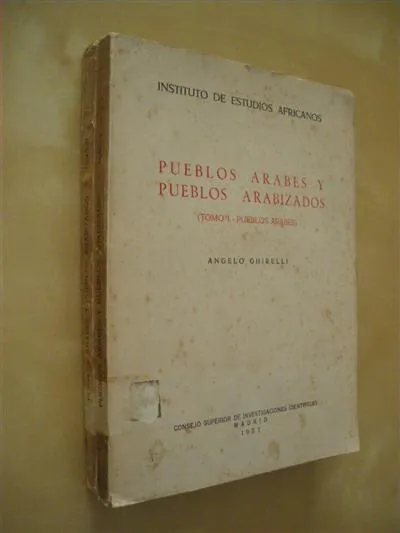 INSTITUTO DE ESTUDIOS AFRICANOS
PUEBLOS ARABES Y
PUEBLOS ARABIZADOS
(TOMO I.-PUEBLOS ARABES)
ANGELO GHIRELLI
CONSEJO SUPERIOR DE INVESTIGACIONES CIENTIFICAS
MADRID
1957